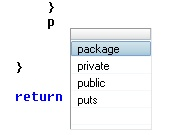 }
p
package
private
}
public
return
puts